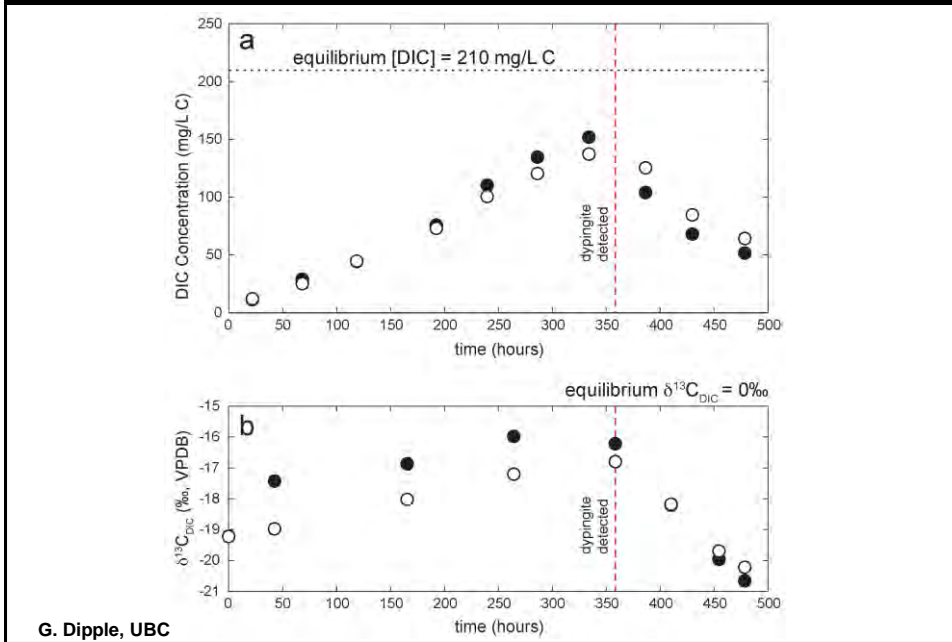 a
equilibrium [DIC] = 210 mg/L C
DIC Concentration (mg/L C)
250
200
150
100
50
0
dypingite
detected
0 50 100 150 200 250 300 350 400 450 500
time (hours)
equilibrium δ¹³C_DIC = 0‰
b
δ¹³C_DIC (‰, VPDB)
-15
-16
-17
-18
-19
-20
-21
dypingite
detected
0 50 100 150 200 250 300 350 400 450 500
time (hours)
G. Dipple, UBC